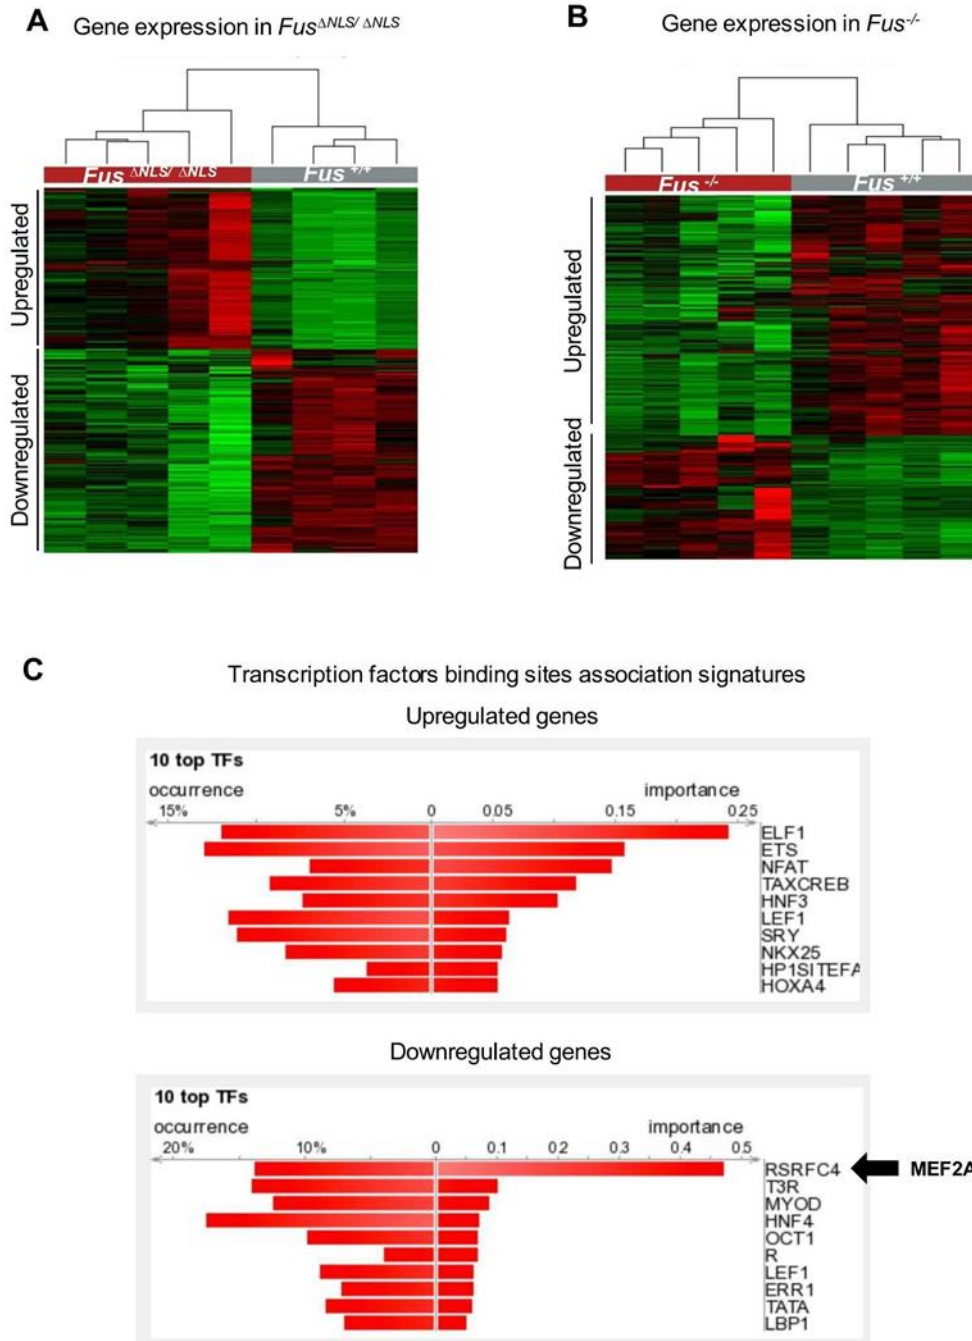 A
Gene expression in Fus ΔNLS/ ΔNLS
Fus ΔNLS/ ΔNLS
Fus +/+
Upregulated
Downregulated
B
Gene expression in Fus-/-
Fus -/-
Fus +/+
Upregulated
Downregulated
C
Transcription factors binding sites association signatures
Upregulated genes
10 top TFs
occurrence importance
15% 5% 0 0.05 0.15 0.25
ELF1
ETS
NFAT
TAXCREB
HNF3
LEF1
SRY
NKX25
HP1SITEFA
HOXA4
Downregulated genes
10 top TFs
occurrence importance
20% 10% 0 0.1 0.2 0.3 0.4 0.5
RSRFC4 MEF2A
T3R
MYOD
HNF4
OCT1
R
LEF1
ERR1
TATA
LBP1